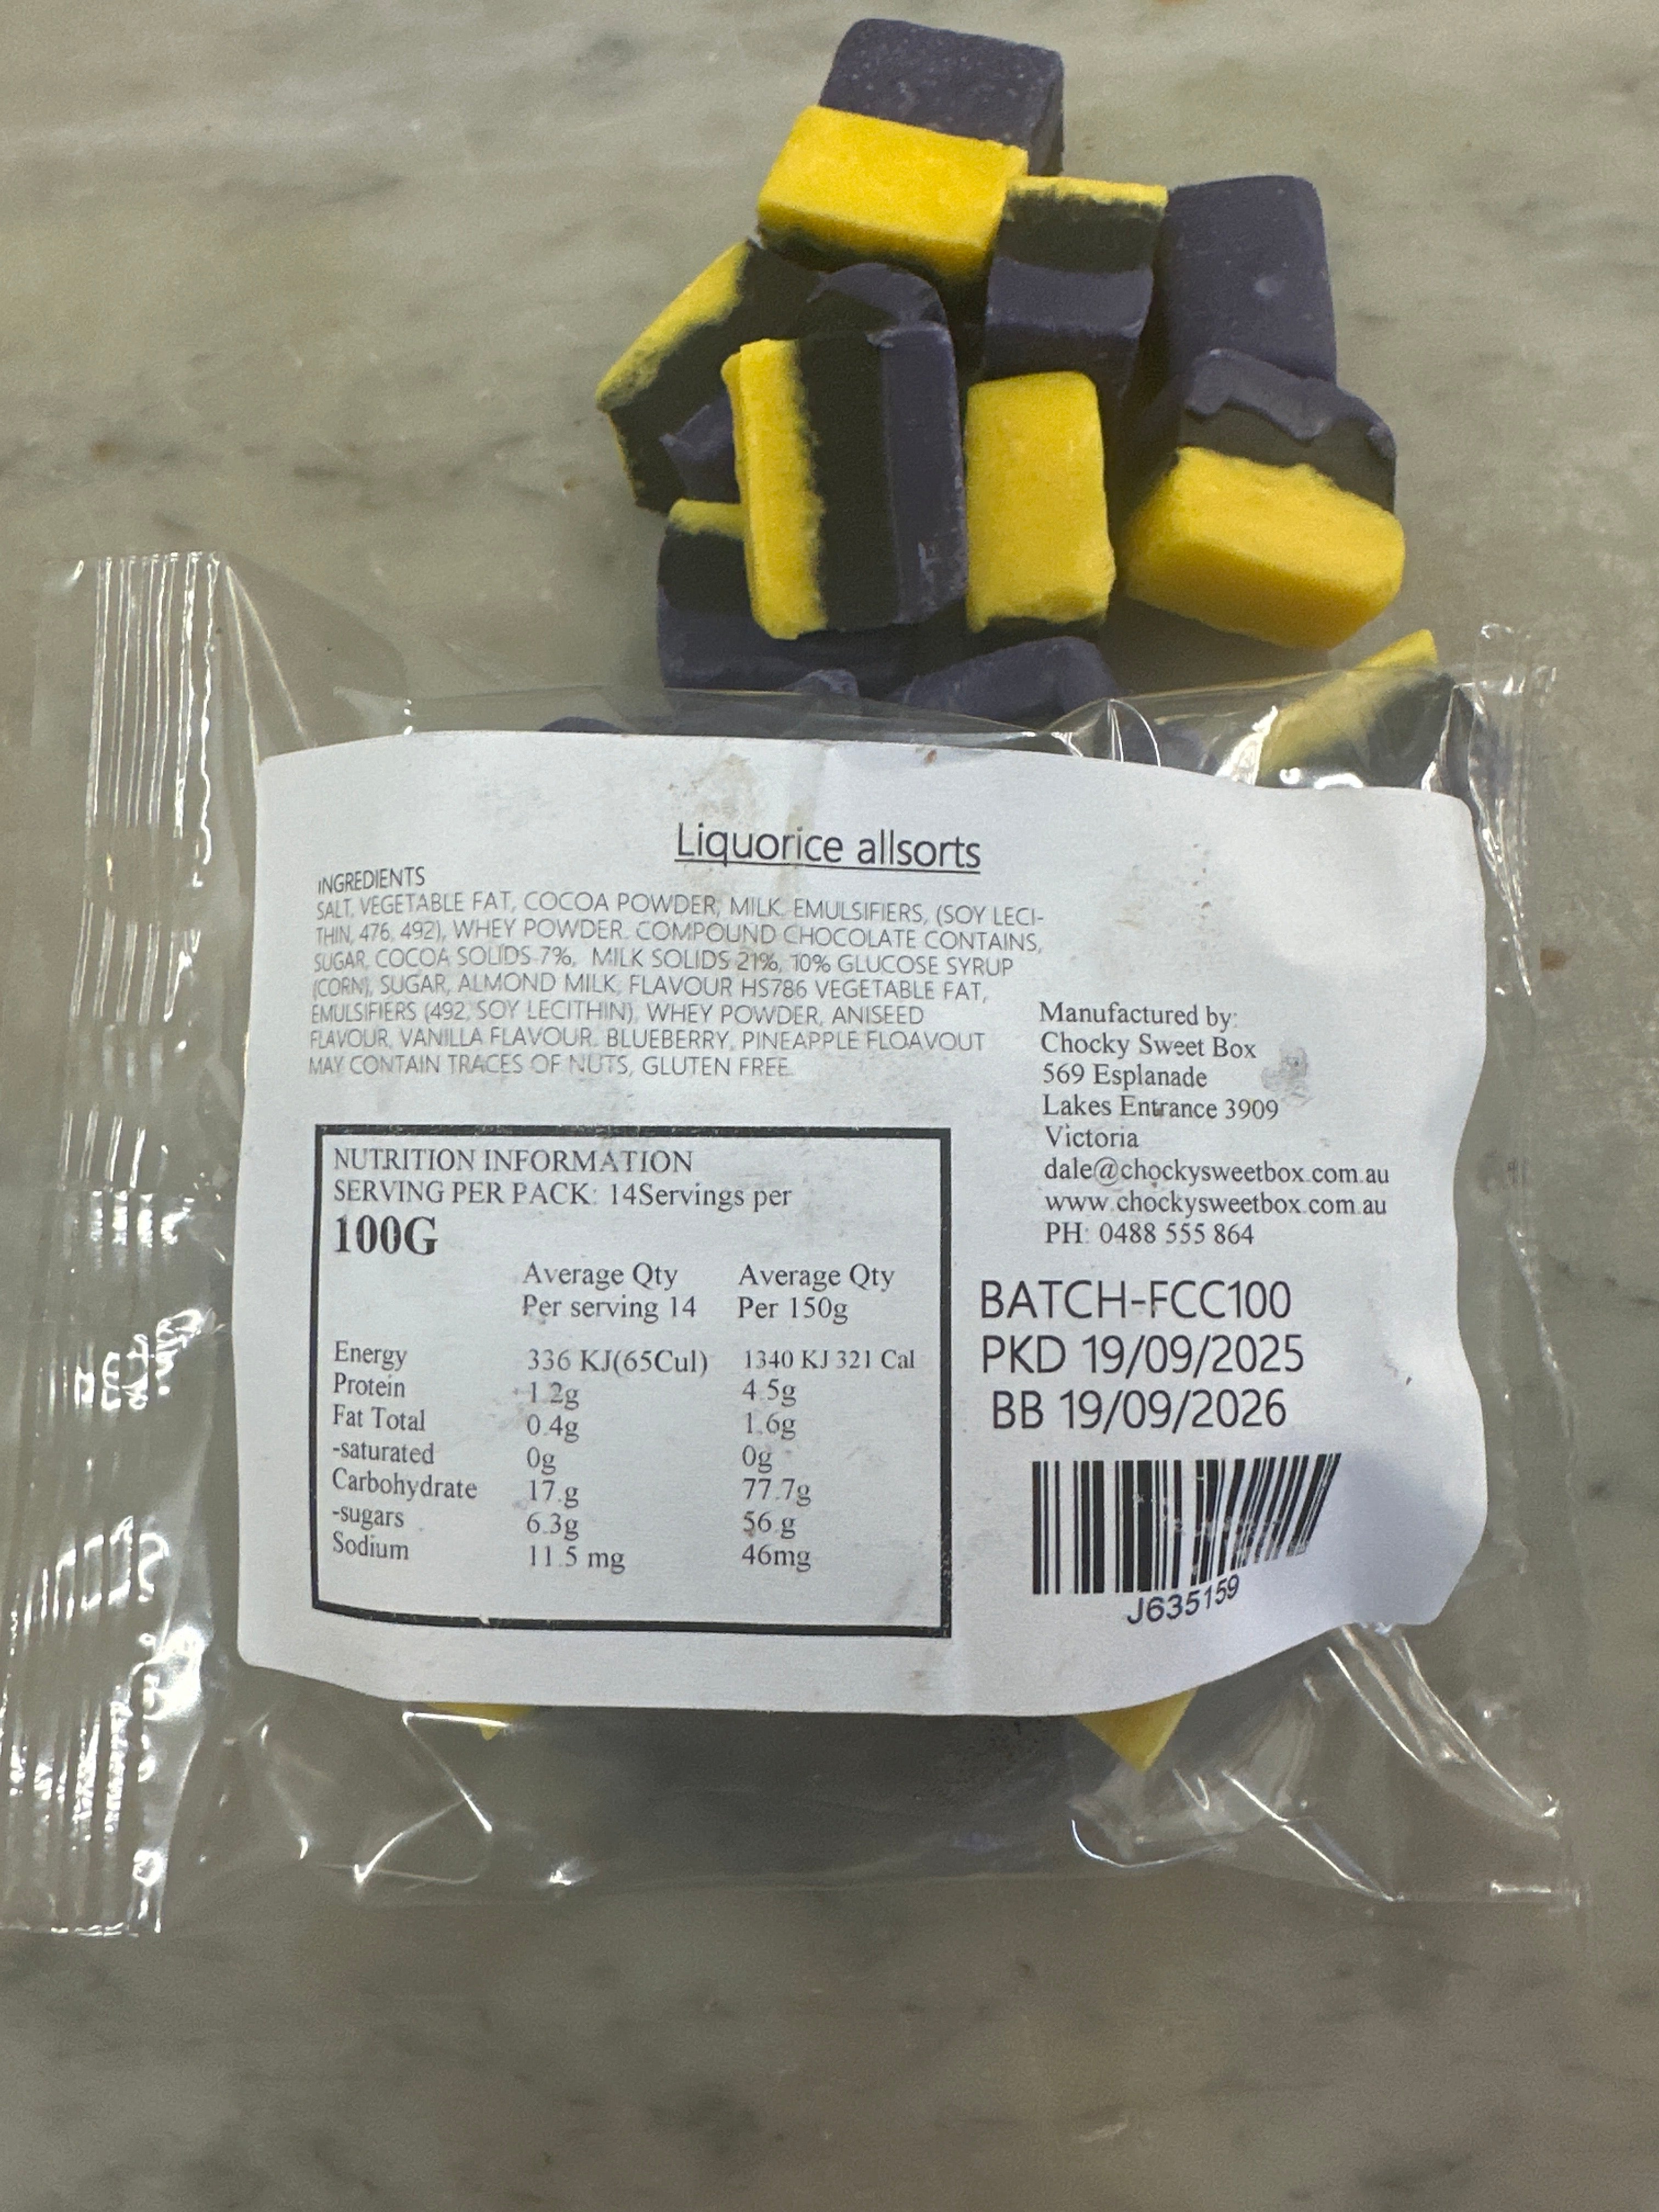 Liquorice allsorts
INGREDIENTS
SALT, VEGETABLE FAT, COCOA POWDER, MILK. EMULSIFIERS, (SOY LECI-
THIN, 476, 492), WHEY POWDER. COMPOUND CHOCOLATE CONTAINS,
SUGAR, COCOA SOLIDS 7%, MILK SOLIDS 21%, 10% GLUCOSE SYRUP
(CORN), SUGAR, ALMOND MILK, FLAVOUR HS786 VEGETABLE FAT,
EMULSIFIERS (492, SOY LECITHIN), WHEY POWDER, ANISEED
FLAVOUR, VANILLA FLAVOUR. BLUEBERRY, PINEAPPLE FLOAVOUT
MAY CONTAIN TRACES OF NUTS, GLUTEN FREE.
Manufactured by:
Chocky Sweet Box
569 Esplanade
Lakes Entrance 3909
Victoria
dale@chockysweetbox.com.au
www.chockysweetbox.com.au
PH: 0488 555 864
NUTRITION INFORMATION
SERVING PER PACK: 14Servings per
100G
Average Qty Average Qty
Per serving 14 Per 150g
Energy 336 KJ(65Cul) 1340 KJ 321 Cal
Protein 1.2g 4.5g
Fat Total 0.4g 1.6g
-saturated 0g 0g
Carbohydrate 17.g 77.7g
-sugars 6.3g 56.g
Sodium 11.5 mg 46mg
BATCH-FCC100
PKD 19/09/2025
BB 19/09/2026
J635159